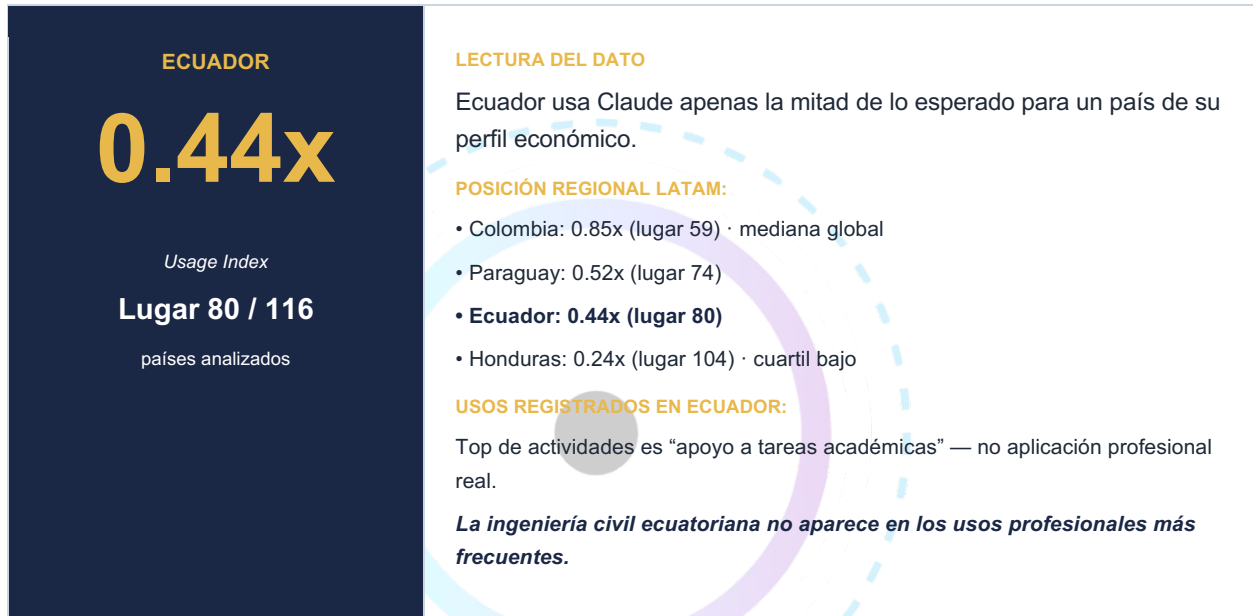 ECUADOR
0.44x
Usage Index
Lugar 80 / 116
países analizados
LECTURA DEL DATO
Ecuador usa Claude apenas la mitad de lo esperado para un país de su
perfil económico.
POSICIÓN REGIONAL LATAM:
• Colombia: 0.85x (lugar 59) · mediana global
• Paraguay: 0.52x (lugar 74)
• Ecuador: 0.44x (lugar 80)
• Honduras: 0.24x (lugar 104) · cuartil bajo
USOS REGISTRADOS EN ECUADOR:
Top de actividades es “apoyo a tareas académicas” — no aplicación profesional
real.
La ingeniería civil ecuatoriana no aparece en los usos profesionales más
frecuentes.